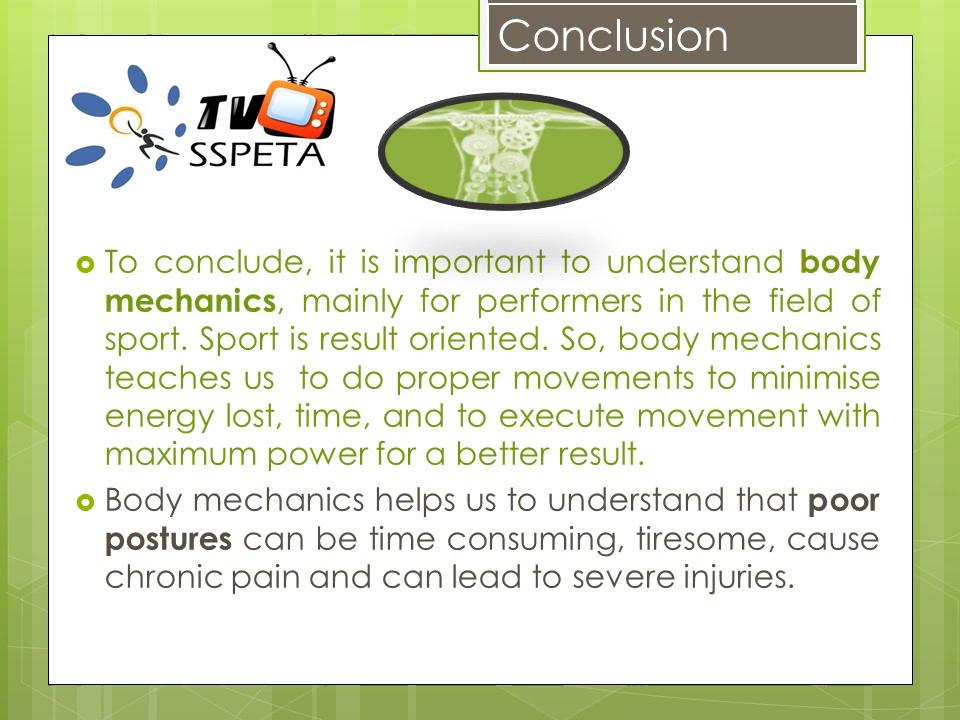 Conclusion
TV
SSPETA
To conclude, it is important to understand body
mechanics, mainly for performers in the field of
sport. Sport is result oriented. So, body mechanics
teaches us to do proper movements to minimise
energy lost, time, and to execute movement with
maximum power for a better result.
Body mechanics helps us to understand that poor
postures can be time consuming, tiresome, cause
chronic pain and can lead to severe injuries.